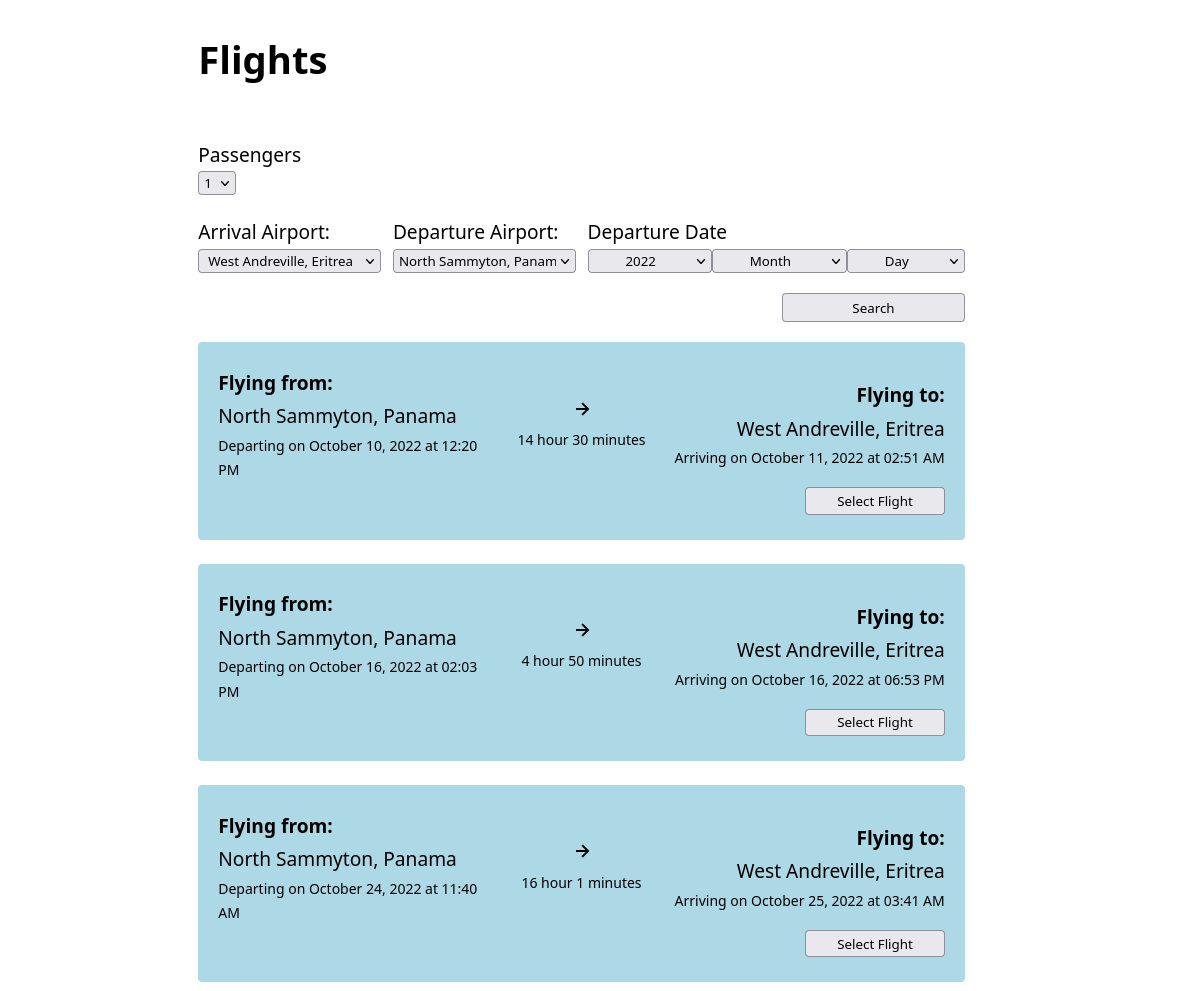 Flights
Passengers
1
Arrival Airport: Departure Airport: Departure Date
West Andreville, Eritrea North Sammyton, Panam 2022 Month Day
Search
Flying from:
North Sammyton, Panama
Departing on October 10, 2022 at 12:20
PM
→
14 hour 30 minutes
Flying to:
West Andreville, Eritrea
Arriving on October 11, 2022 at 02:51 AM
Select Flight
Flying from:
North Sammyton, Panama
Departing on October 16, 2022 at 02:03
PM
→
4 hour 50 minutes
Flying to:
West Andreville, Eritrea
Arriving on October 16, 2022 at 06:53 PM
Select Flight
Flying from:
North Sammyton, Panama
Departing on October 24, 2022 at 11:40
AM
→
16 hour 1 minutes
Flying to:
West Andreville, Eritrea
Arriving on October 25, 2022 at 03:41 AM
Select Flight